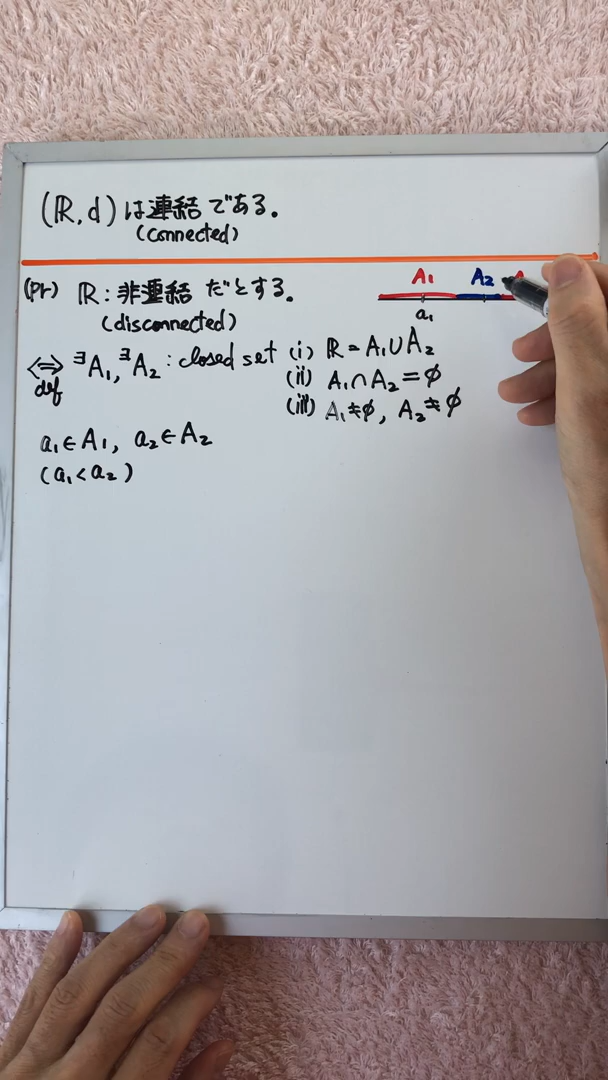 (ℝ, d) は連結である。
(connected)
(Pr) ℝ : 非連結 だとする。
(disconnected)
A₁ A₂ A
a₁
⇔ ∃A₁, ∃A₂ : closed set (i) ℝ = A₁ ∪ A₂
def
(ii) A₁ ∩ A₂ = ∅
(iii) A₁ ≠ ∅, A₂ ≠ ∅
a₁ ∈ A₁, a₂ ∈ A₂
(a₁ < a₂)